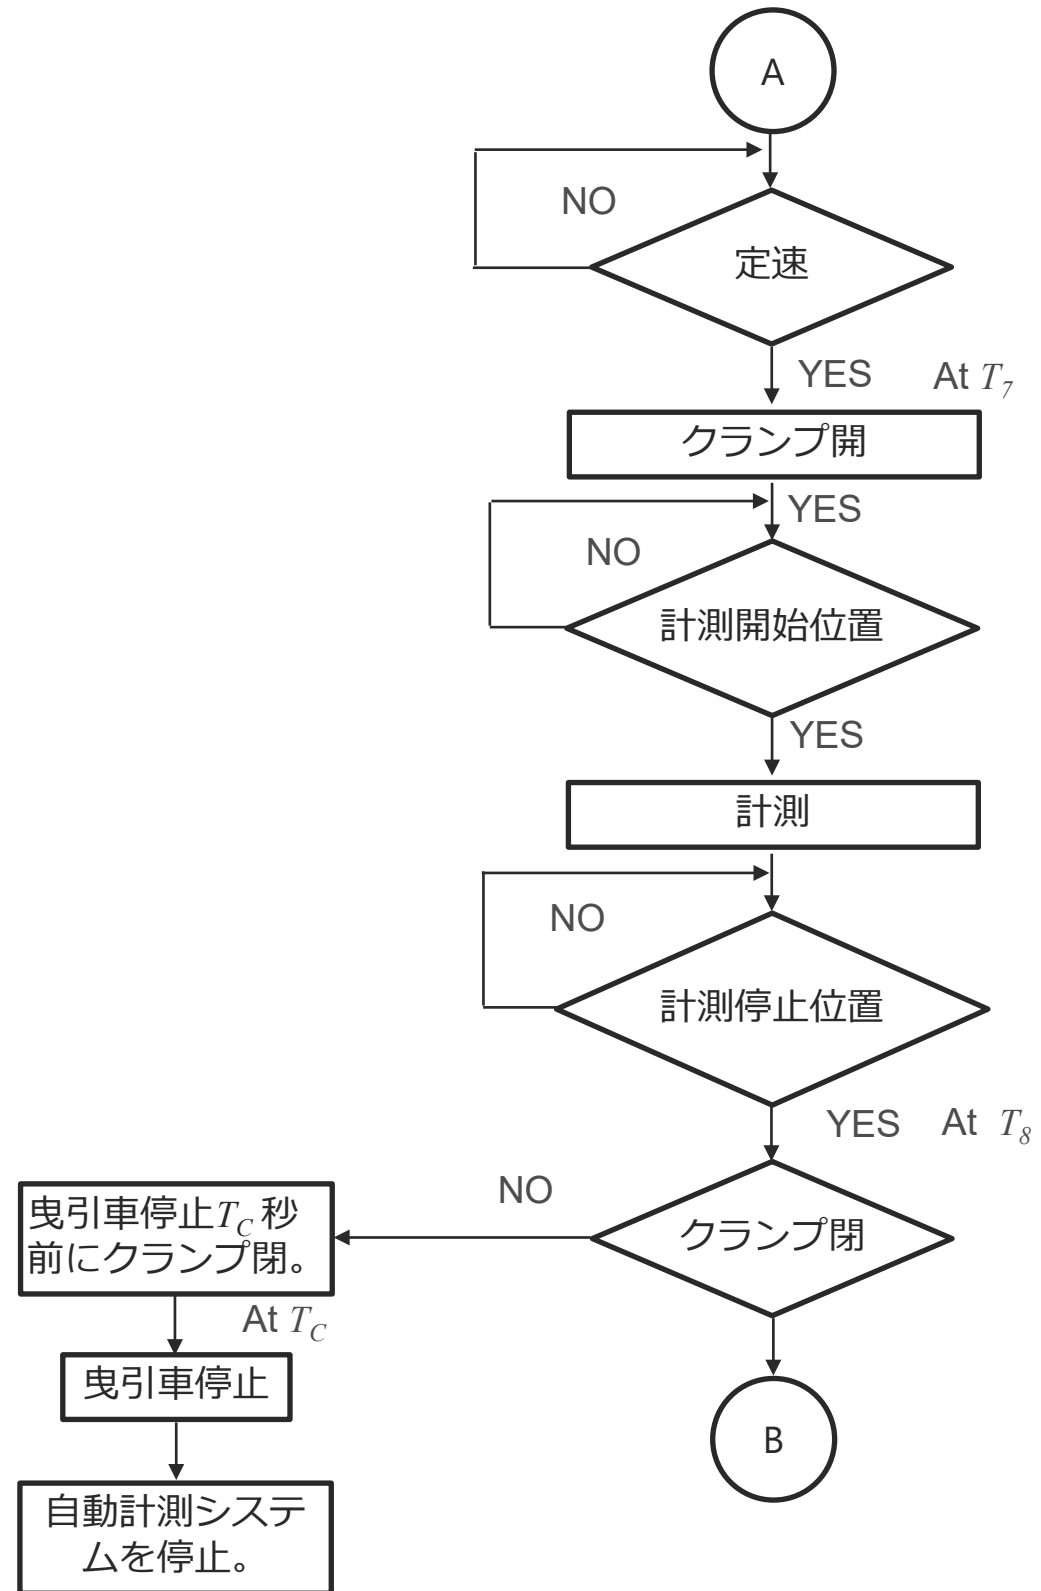 A
NO
定速
YES At T7
クランプ開
YES
NO
計測開始位置
YES
計測
NO
計測停止位置
YES At T8
NO
クランプ閉
曳引車停止TC 秒
前にクランプ閉。
At TC
曳引車停止
B
自動計測システ
ムを停止。